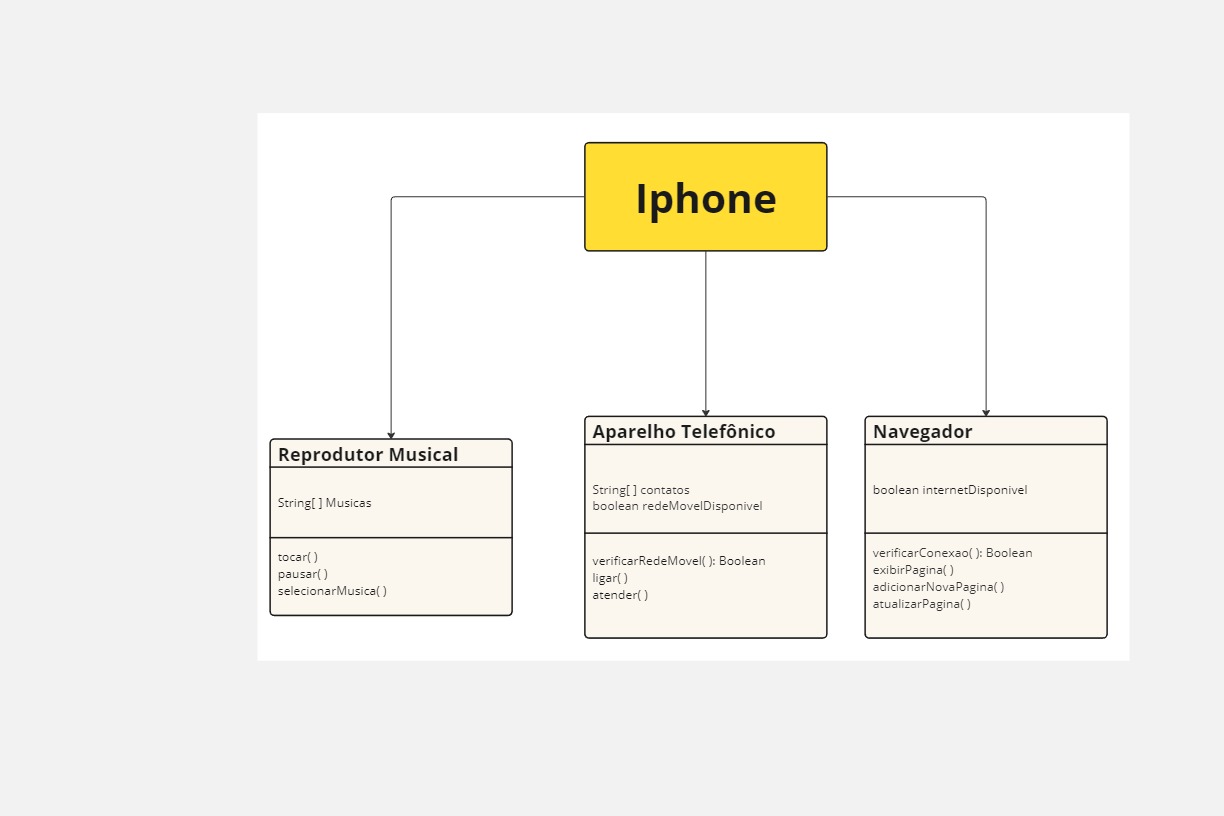 Iphone
Reprodutor Musical
String[ ] Musicas
tocar( )
pausar( )
selecionarMusica( )
Aparelho Telefônico
String[ ] contatos
boolean redeMovelDisponivel
verificarRedeMovel( ): Boolean
ligar( )
atender( )
Navegador
boolean internetDisponivel
verificarConexao( ): Boolean
exibirPagina( )
adicionarNovaPagina( )
atualizarPagina( )